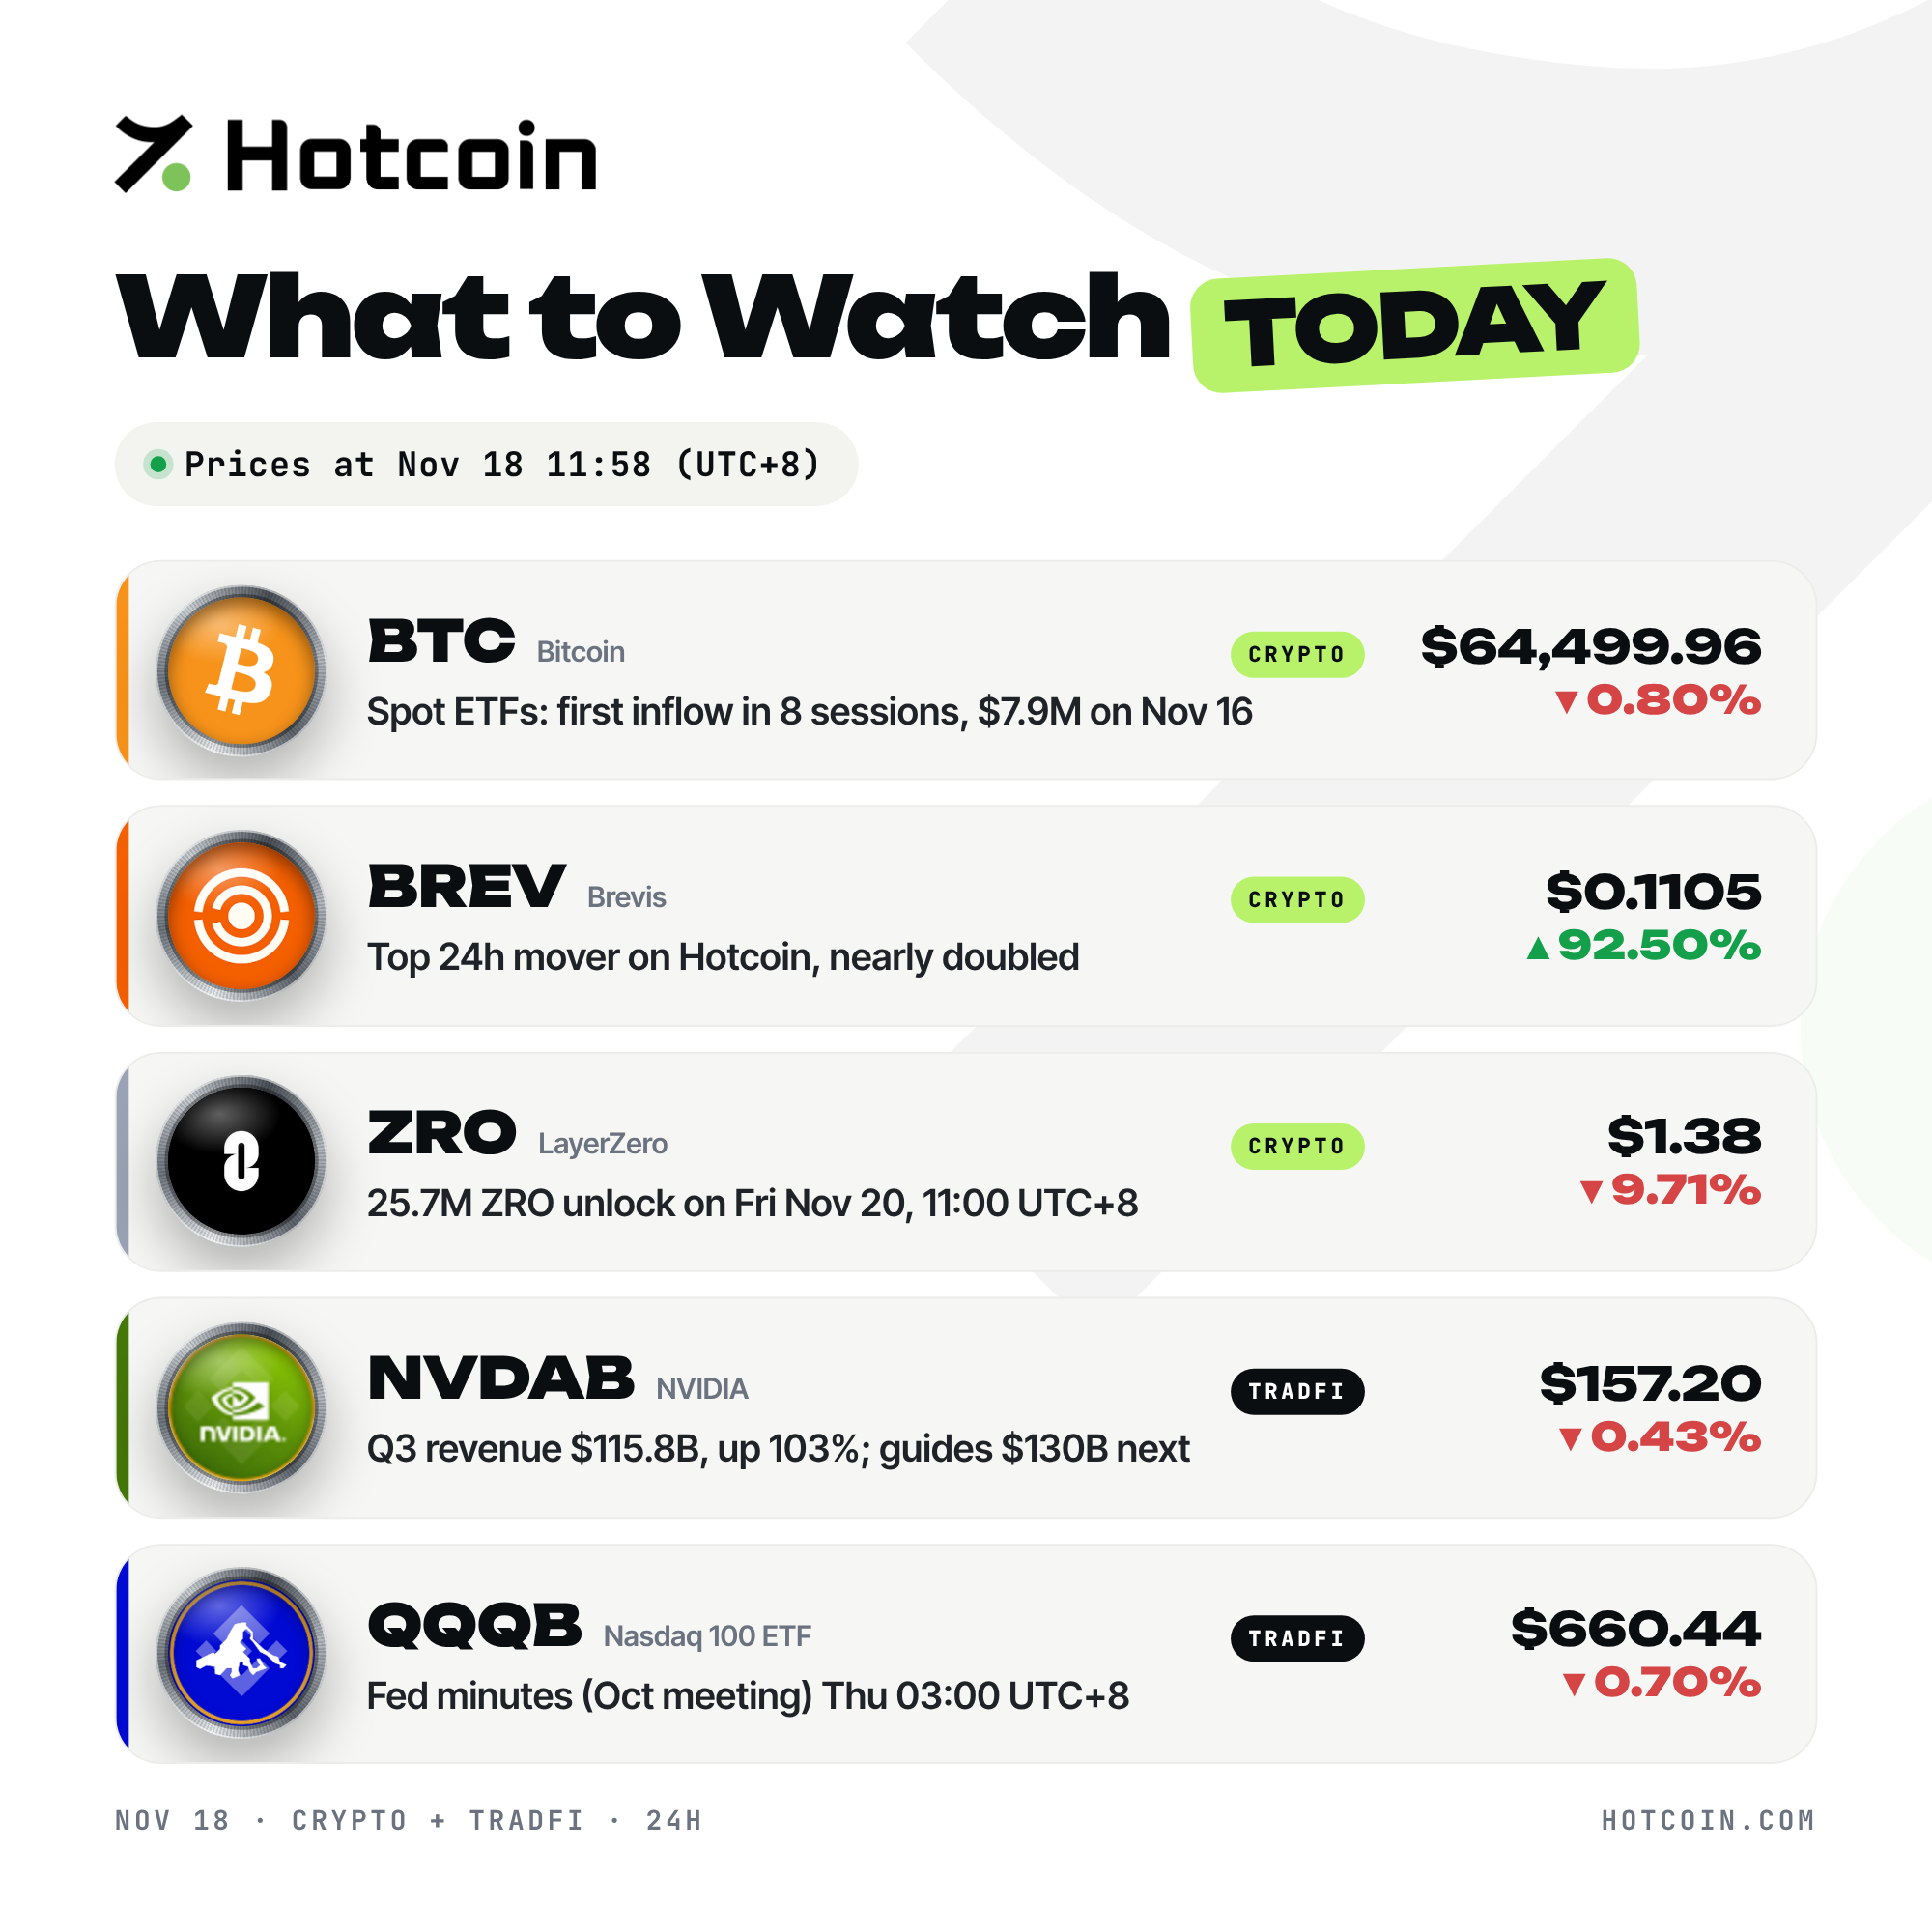 Hotcoin
What to Watch TODAY
Prices at Nov 18 11:58 (UTC+8)
BTC Bitcoin CRYPTO $64,499.96
Spot ETFs: first inflow in 8 sessions, $7.9M on Nov 16 ▼0.80%
BREV Brevis CRYPTO $0.1105
Top 24h mover on Hotcoin, nearly doubled ▲92.50%
ZRO LayerZero CRYPTO $1.38
25.7M ZRO unlock on Fri Nov 20, 11:00 UTC+8 ▼9.71%
NVDAB NVIDIA TRADFI $157.20
NVIDIA.
Q3 revenue $115.8B, up 103%; guides $130B next ▼0.43%
QQQB Nasdaq 100 ETF TRADFI $660.44
Fed minutes (Oct meeting) Thu 03:00 UTC+8 ▼0.70%
NOV 18 · CRYPTO + TRADFI · 24H HOTCOIN.COM